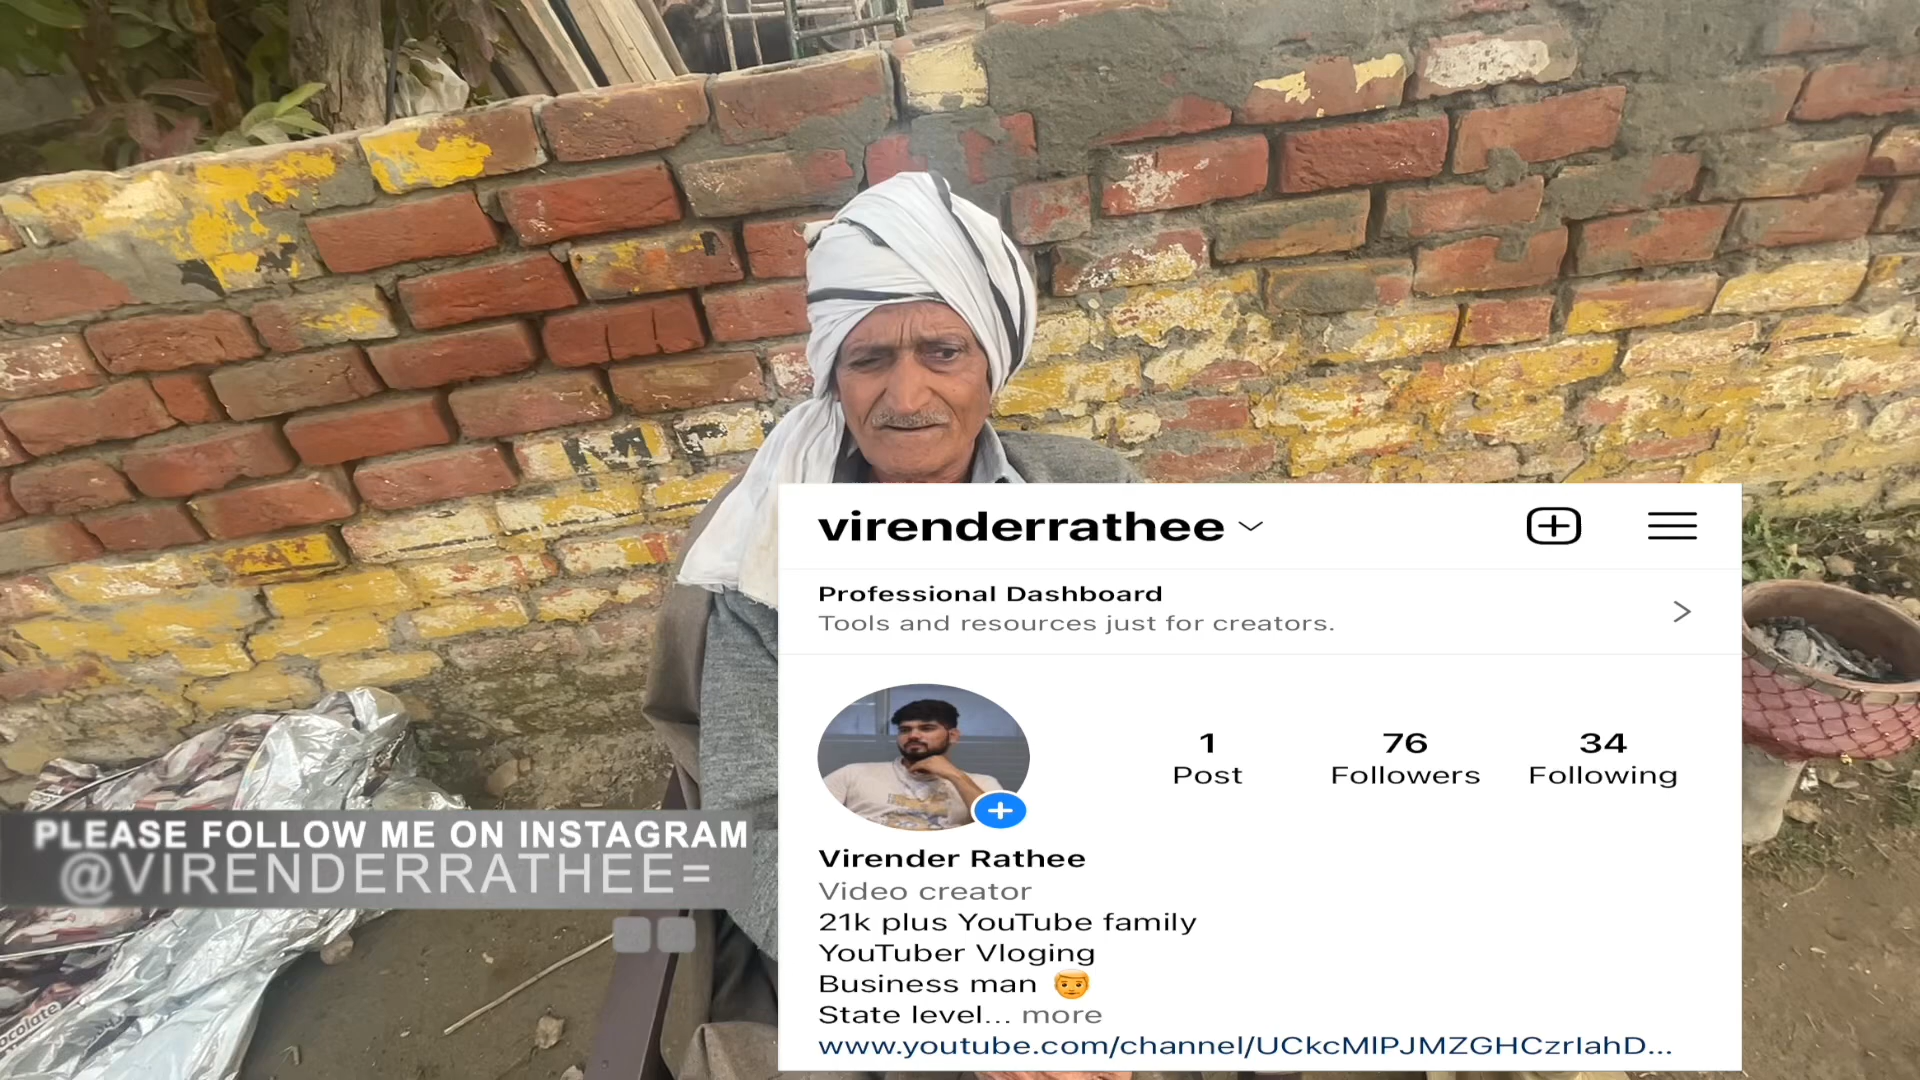 virenderrathee
Professional Dashboard
Tools and resources just for creators.
1
Post
76
Followers
34
Following
Virender Rathee
Video creator
21k plus YouTube family
YouTuber Vloging
Business man
State level... more
www.youtube.com/channel/UCkcMlPJMZGHCzrlahD...
PLEASE FOLLOW ME ON INSTAGRAM
@VIRENDERRATHEE=